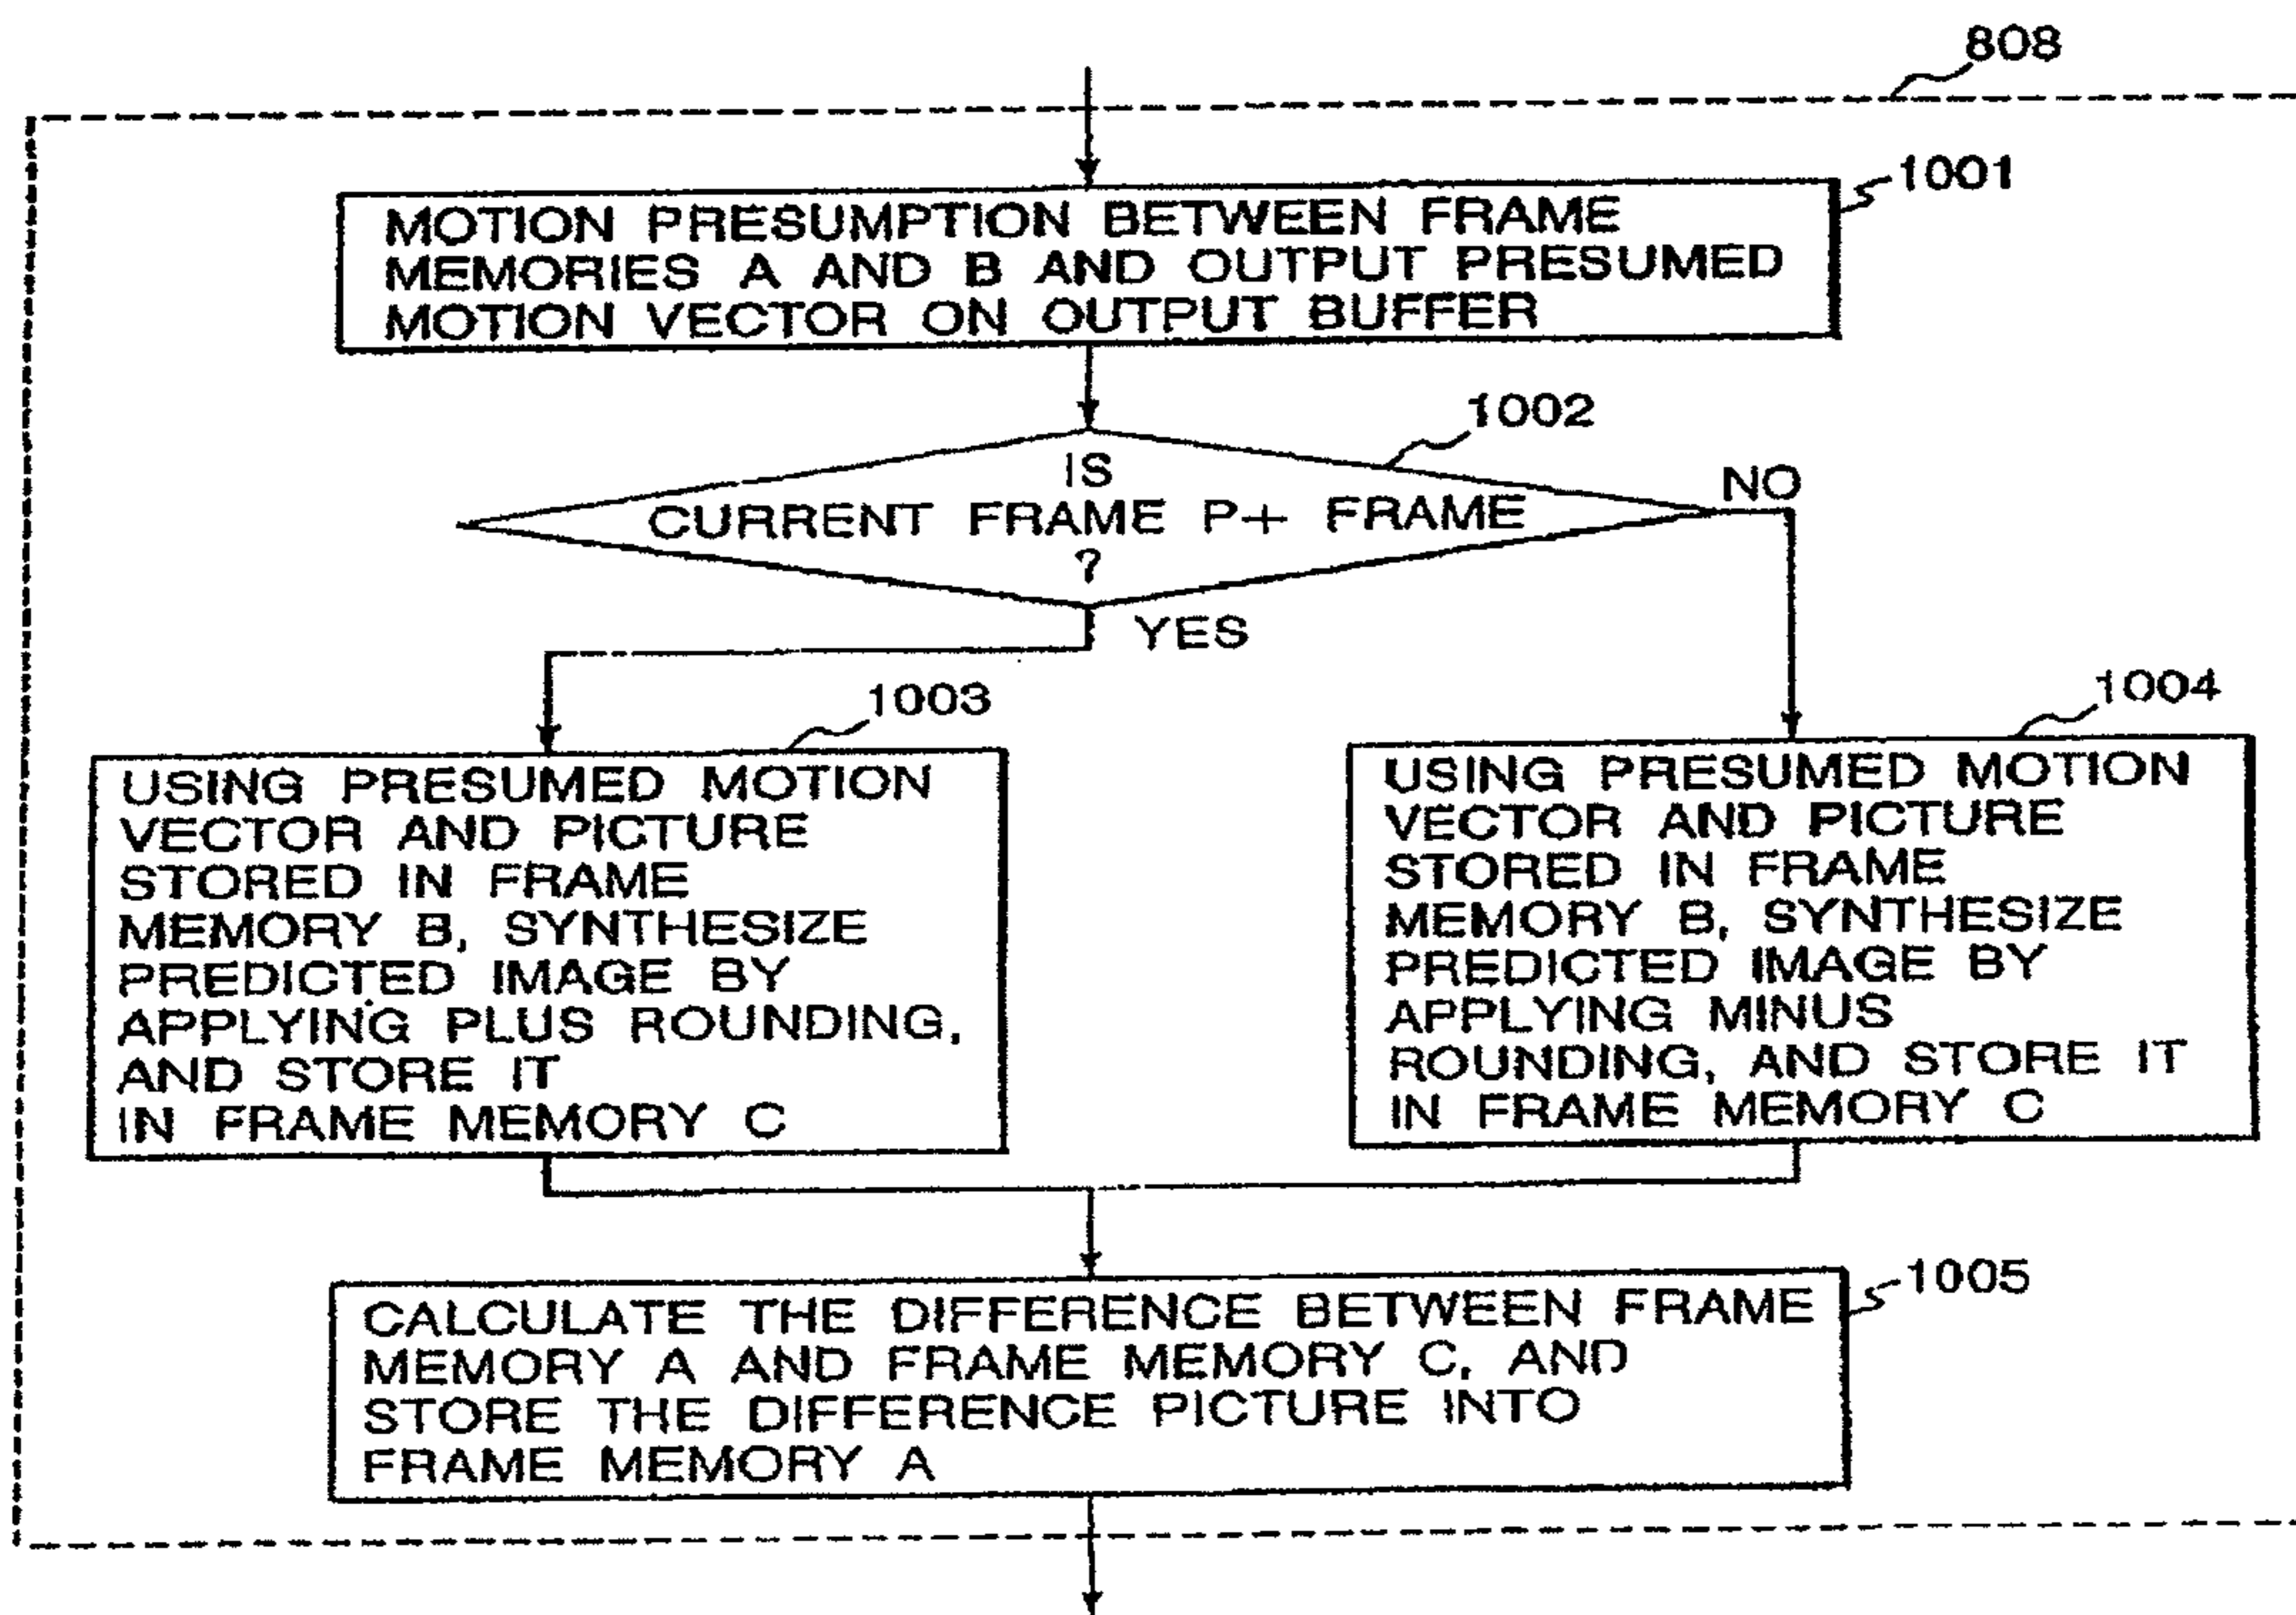 808
1001
MOTION PRESUMPTION BETWEEN FRAME
MEMORIES A AND B AND OUTPUT PRESUMED
MOTION VECTOR ON OUTPUT BUFFER
1002
IS
CURRENT FRAME P+ FRAME
?
NO
YES
1003
USING PRESUMED MOTION
VECTOR AND PICTURE
STORED IN FRAME
MEMORY B, SYNTHESIZE
PREDICTED IMAGE BY
APPLYING PLUS ROUNDING,
AND STORE IT
IN FRAME MEMORY C
1004
USING PRESUMED MOTION
VECTOR AND PICTURE
STORED IN FRAME
MEMORY B, SYNTHESIZE
PREDICTED IMAGE BY
APPLYING MINUS
ROUNDING, AND STORE IT
IN FRAME MEMORY C
1005
CALCULATE THE DIFFERENCE BETWEEN FRAME
MEMORY A AND FRAME MEMORY C, AND
STORE THE DIFFERENCE PICTURE INTO
FRAME MEMORY A